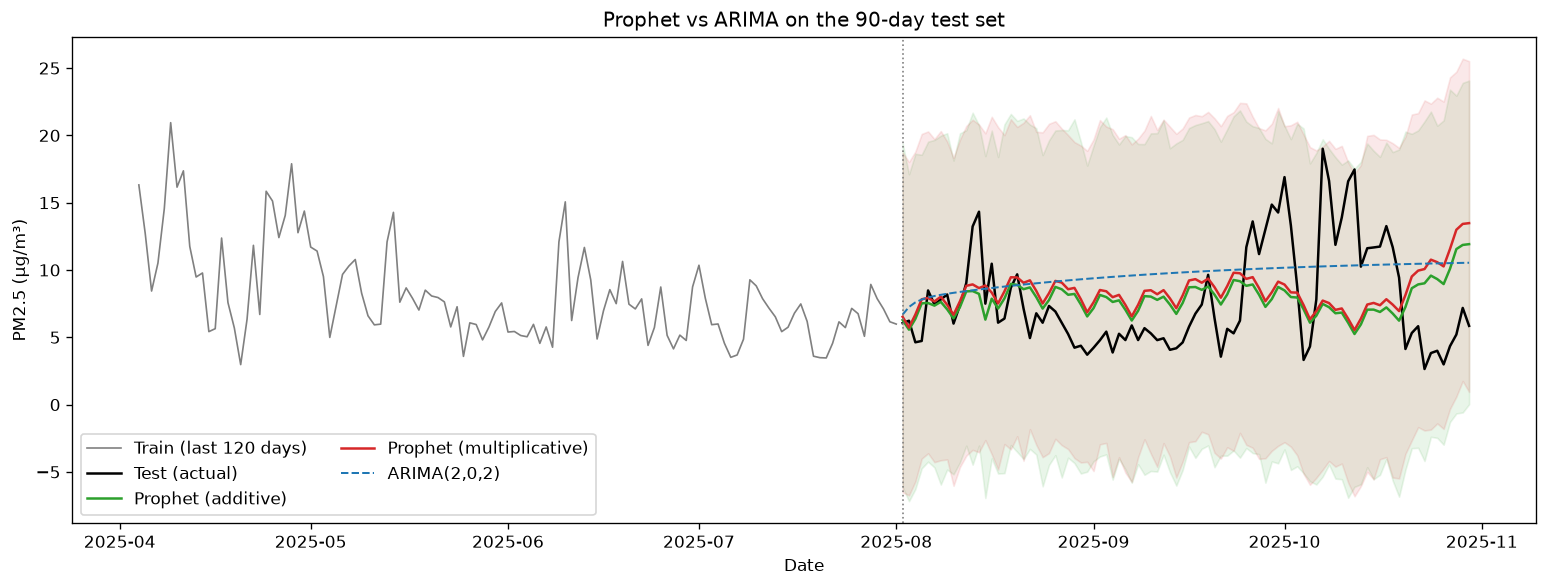 Prophet vs ARIMA on the 90-day test set
PM2.5 (µg/m³)
25
20
15
10
5
0
−5
Train (last 120 days)
Test (actual)
Prophet (additive)
Prophet (multiplicative)
ARIMA(2,0,2)
2025-04
2025-05
2025-06
2025-07
2025-08
2025-09
2025-10
2025-11
Date